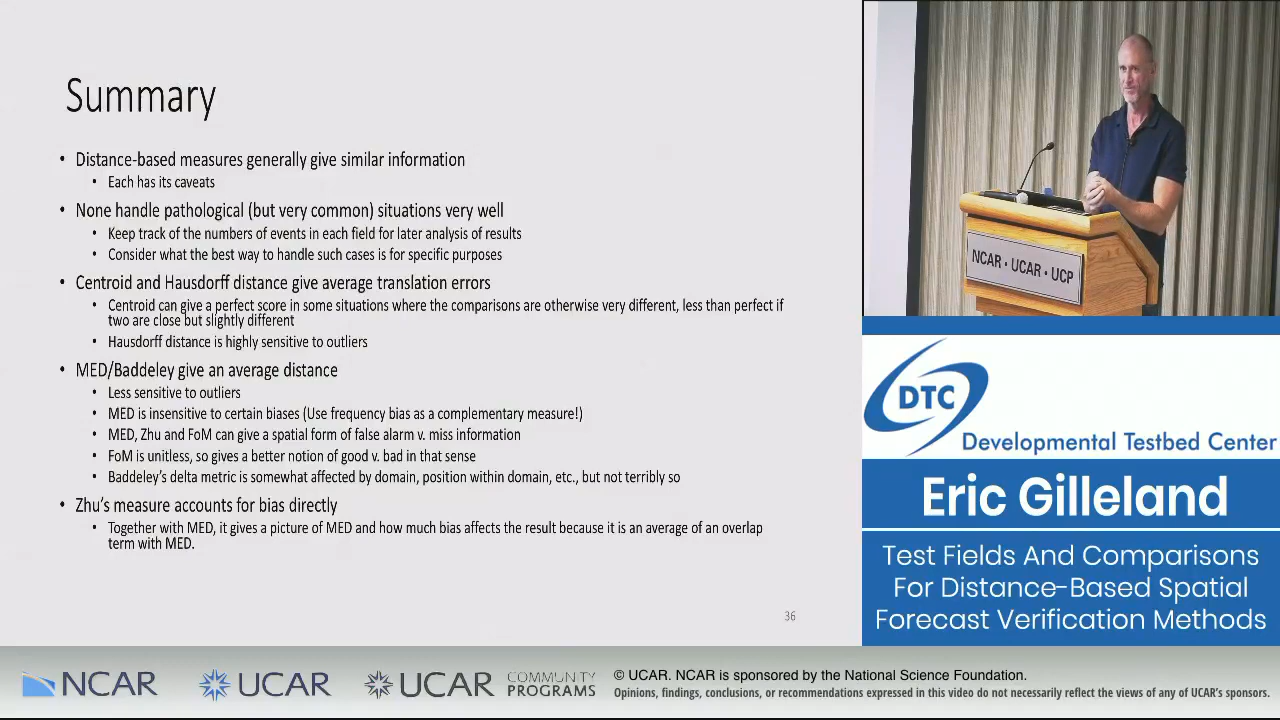 Summary
• Distance-based measures generally give similar information
• Each has its caveats
• None handle pathological (but very common) situations very well
• Keep track of the numbers of events in each field for later analysis of results
• Consider what the best way to handle such cases is for specific purposes
• Centroid and Hausdorff distance give average translation errors
• Centroid can give a perfect score in some situations where the comparisons are otherwise very different, less than perfect if
two are close but slightly different
• Hausdorff distance is highly sensitive to outliers
• MED/Baddeley give an average distance
• Less sensitive to outliers
• MED is insensitive to certain biases (Use frequency bias as a complementary measure!)
• MED, Zhu and FoM can give a spatial form of false alarm v. miss information
• FoM is unitless, so gives a better notion of good v. bad in that sense
• Baddeley's delta metric is somewhat affected by domain, position within domain, etc., but not terribly so
• Zhu's measure accounts for bias directly
• Together with MED, it gives a picture of MED and how much bias affects the result because it is an average of an overlap
term with MED.
36
NCAR • UCAR • UCP
DTC
Developmental Testbed Center
Eric Gilleland
Test Fields And Comparisons
For Distance-Based Spatial
Forecast Verification Methods
NCAR
UCAR
UCAR
COMMUNITY
PROGRAMS
© UCAR. NCAR is sponsored by the National Science Foundation.
Opinions, findings, conclusions, or recommendations expressed in this video do not necessarily reflect the views of any of UCAR's sponsors.